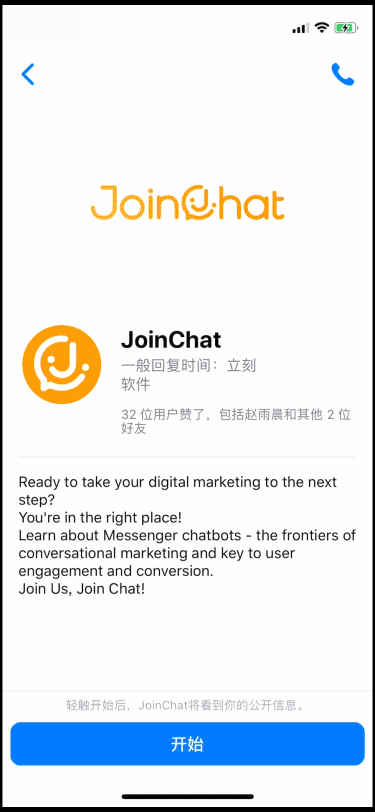 JoinChat
JoinChat
一般回复时间：立刻
软件
32 位用户赞了，包括赵雨晨和其他 2 位
好友
Ready to take your digital marketing to the next
step?
You're in the right place!
Learn about Messenger chatbots - the frontiers of
conversational marketing and key to user
engagement and conversion.
Join Us, Join Chat!
轻触开始后，JoinChat将看到你的公开信息。
开始